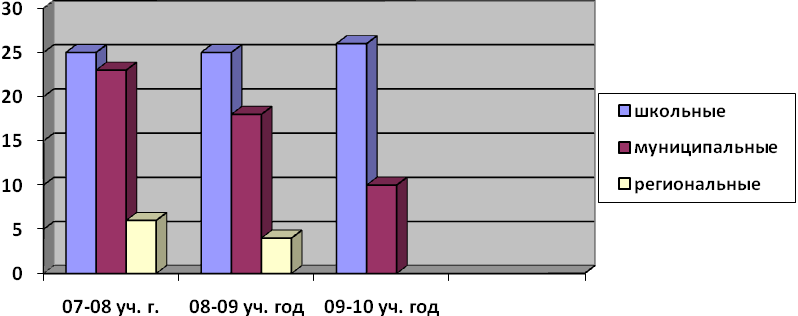 30
25
20
15
10
5
0
07-08 уч. г. 08-09 уч. год 09-10 уч. год
школьные
муниципальные
региональные